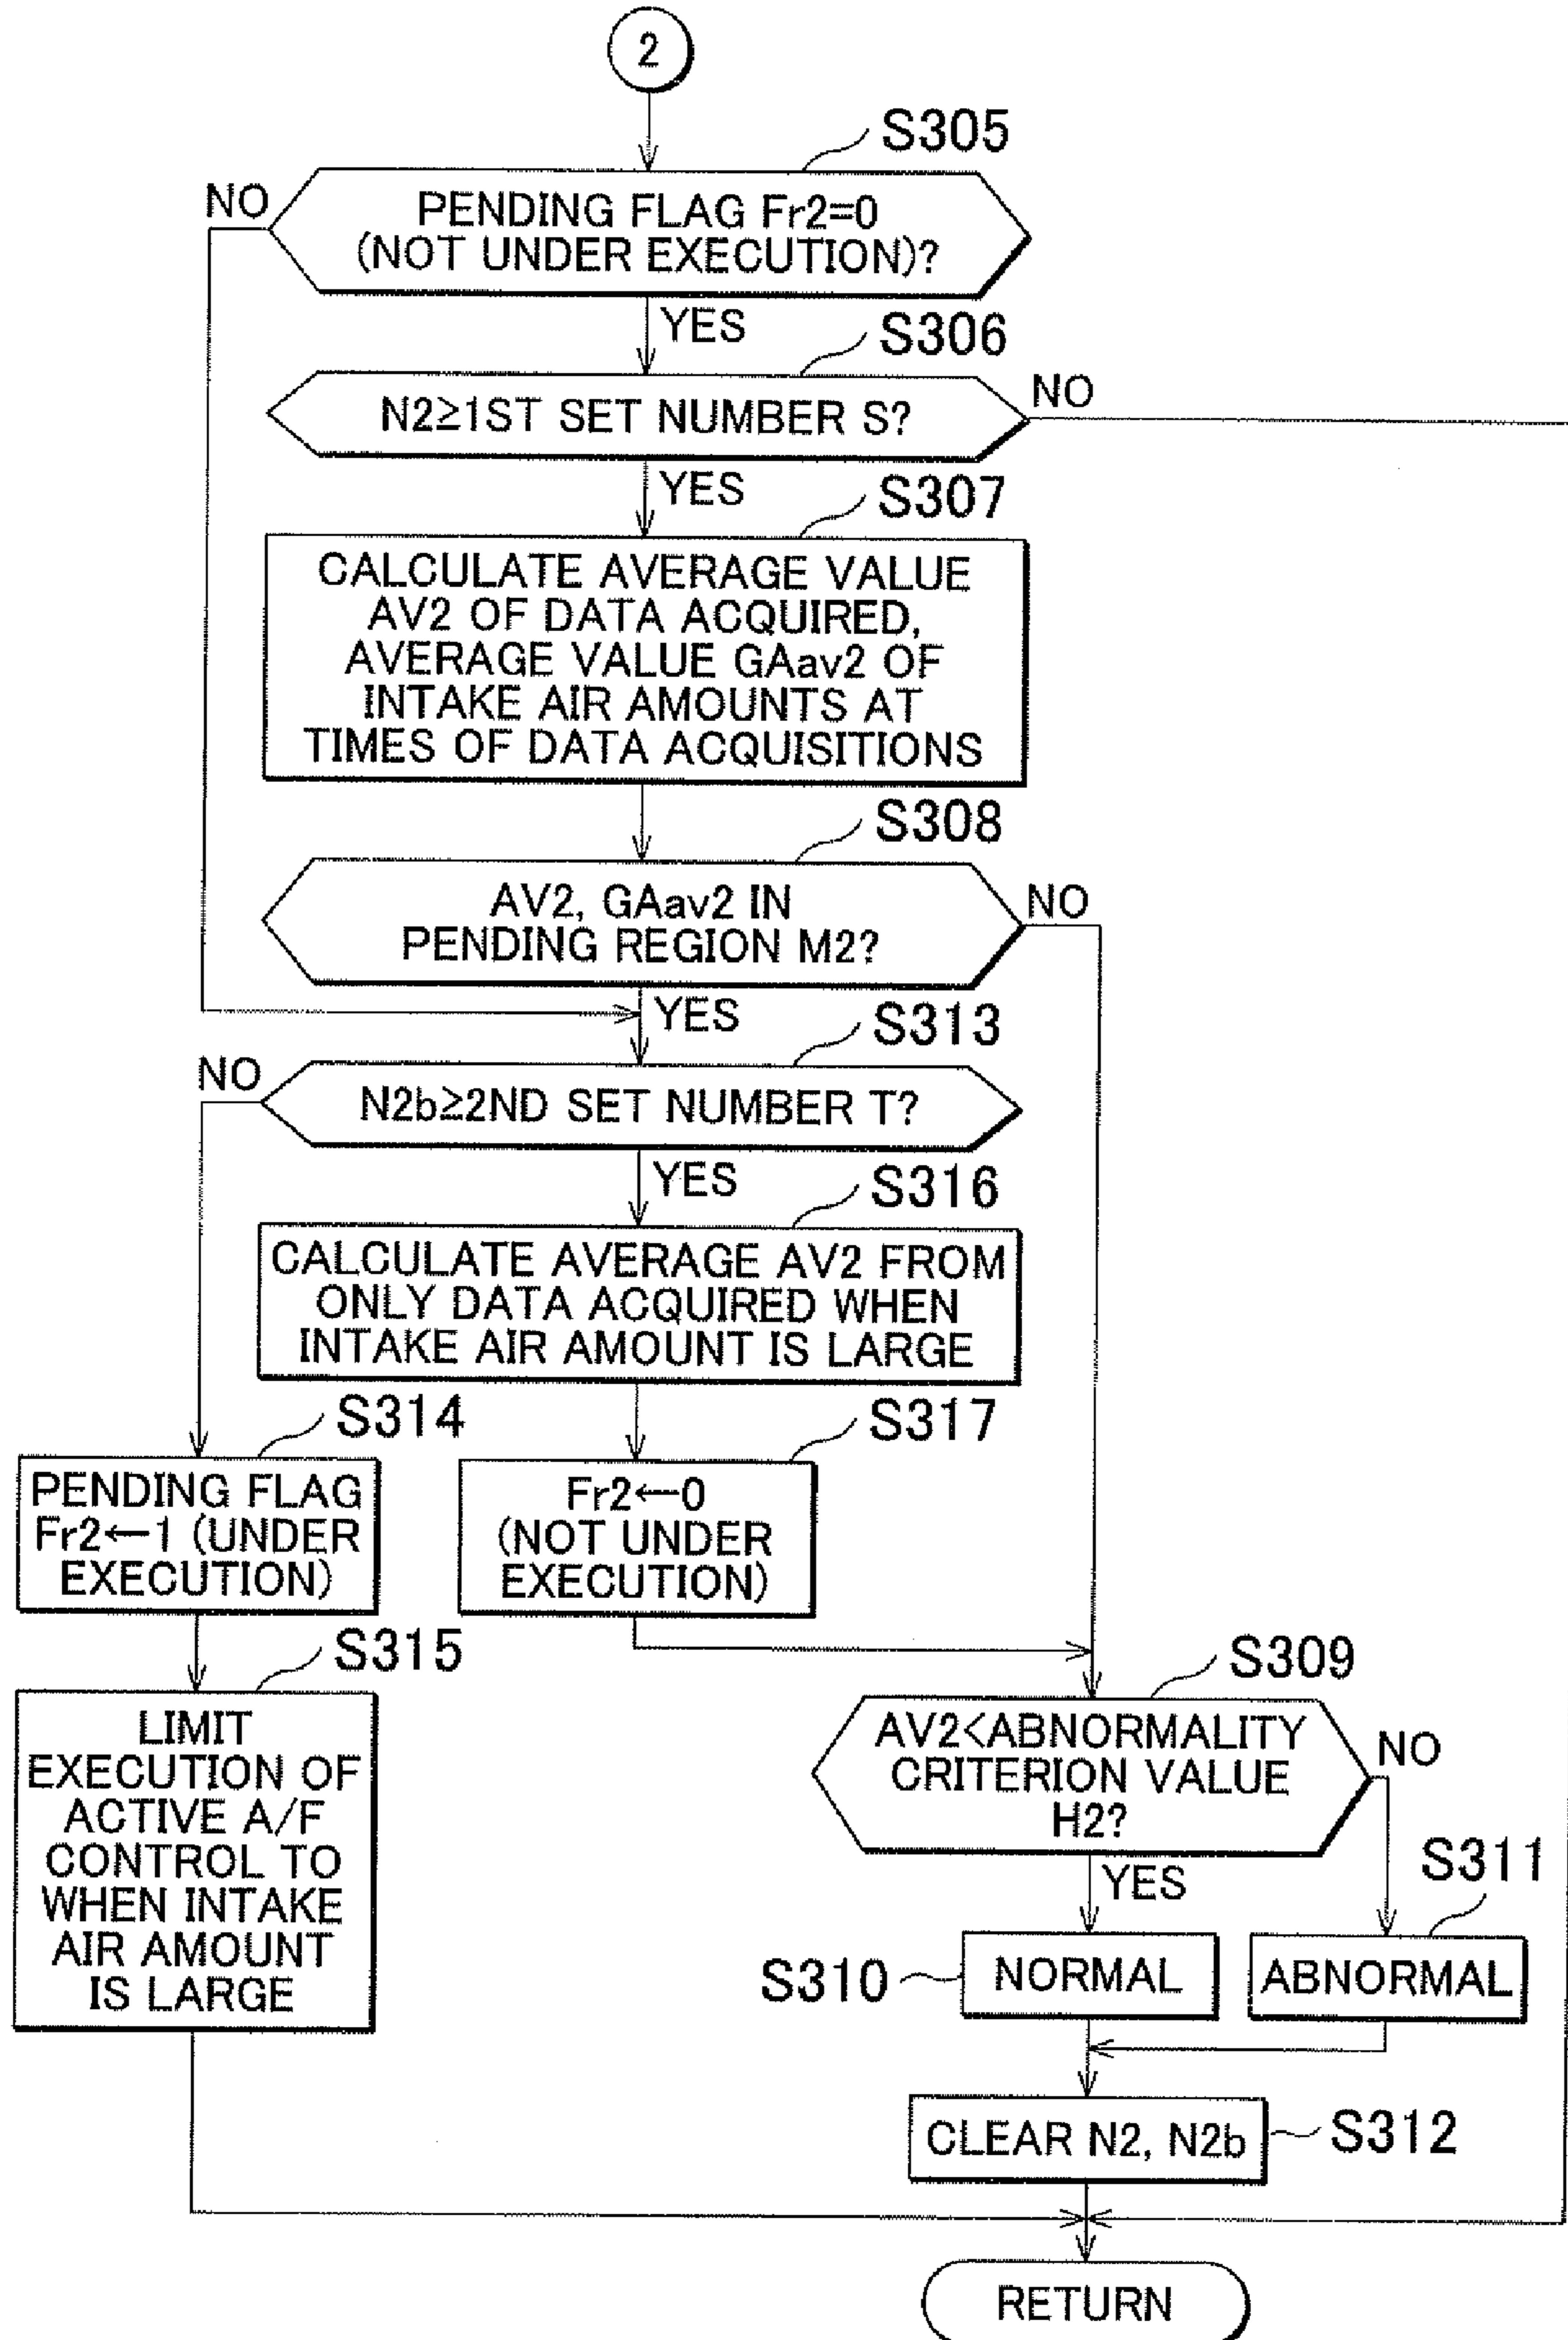 2
S305
NO
PENDING FLAG Fr2=0
(NOT UNDER EXECUTION)?
YES
S306
N2≥1ST SET NUMBER S?
NO
YES
S307
CALCULATE AVERAGE VALUE
AV2 OF DATA ACQUIRED,
AVERAGE VALUE GAav2 OF
INTAKE AIR AMOUNTS AT
TIMES OF DATA ACQUISITIONS
S308
AV2, GAav2 IN
PENDING REGION M2?
NO
YES
S313
NO
N2b≥2ND SET NUMBER T?
YES
S316
CALCULATE AVERAGE AV2 FROM
ONLY DATA ACQUIRED WHEN
INTAKE AIR AMOUNT IS LARGE
S314
PENDING FLAG
Fr2←1 (UNDER
EXECUTION)
S317
Fr2←0
(NOT UNDER
EXECUTION)
S315
LIMIT
EXECUTION OF
ACTIVE A/F
CONTROL TO
WHEN INTAKE
AIR AMOUNT
IS LARGE
S309
AV2<ABNORMALITY
CRITERION VALUE
H2?
NO
YES
S311
S310
NORMAL
ABNORMAL
CLEAR N2, N2b
S312
RETURN